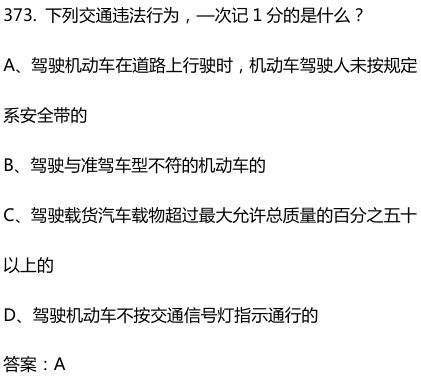 373. 下列交通违法行为，一次记 1 分的是什么？
A、驾驶机动车在道路上行驶时，机动车驾驶人未按规定
系安全带的
B、驾驶与准驾车型不符的机动车的
C、驾驶载货汽车载物超过最大允许总质量的百分之五十
以上的
D、驾驶机动车不按交通信号灯指示通行的
答案：A